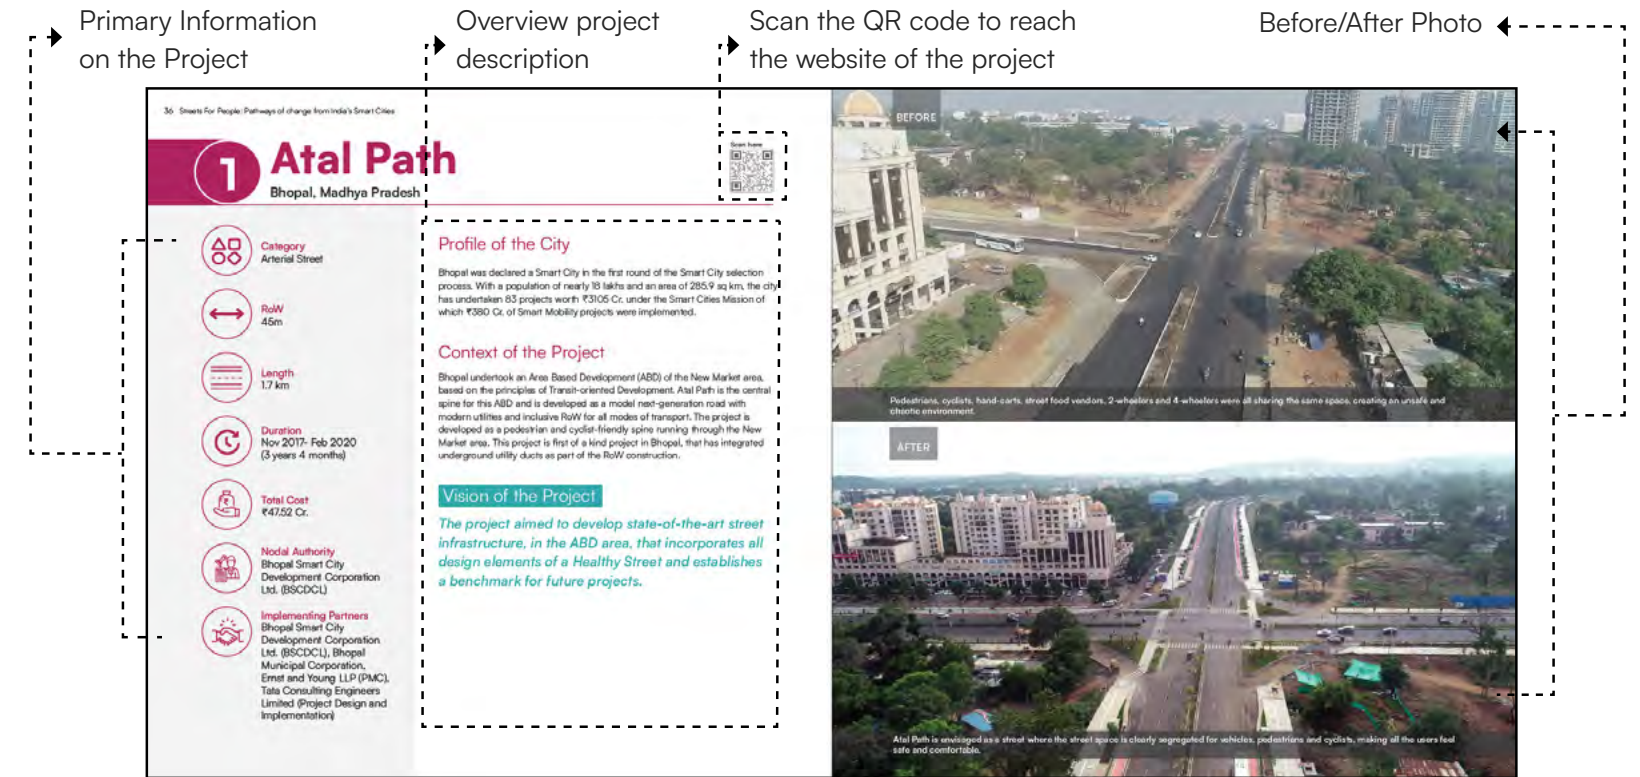 Primary Information
on the Project
Overview project
description
Scan the QR code to reach
the website of the project
Before/After Photo
36 Streets For People: Pathways of change from India's Smart Cities
1
Atal Path
Bhopal, Madhya Pradesh
Scan here
Category
Arterial Street
RoW
45m
Length
1.7 km
Duration
Nov 2017- Feb 2020
(3 years 4 months)
Total Cost
₹47.52 Cr.
Nodal Authority
Bhopal Smart City
Development Corporation
Ltd. (BSCDCL)
Implementing Partners
Bhopal Smart City
Development Corporation
Ltd. (BSCDCL), Bhopal
Municipal Corporation,
Ernst and Young LLP (PMC),
Tata Consulting Engineers
Limited (Project Design and
Implementation)
Profile of the City
Bhopal was declared a Smart City in the first round of the Smart City selection
process. With a population of nearly 18 lakhs and an area of 285.9 sq km, the city
has undertaken 83 projects worth ₹3105 Cr. under the Smart Cities Mission of
which ₹380 Cr. of Smart Mobility projects were implemented.
Context of the Project
Bhopal undertook an Area Based Development (ABD) of the New Market area,
based on the principles of Transit-oriented Development. Atal Path is the central
spine for this ABD and is developed as a model next-generation road with
modern utilities and inclusive RoW for all modes of transport. The project is
developed as a pedestrian and cyclist-friendly spine running through the New
Market area. This project is first of a kind project in Bhopal, that has integrated
underground utility ducts as part of the RoW construction.
Vision of the Project
The project aimed to develop state-of-the-art street
infrastructure, in the ABD area, that incorporates all
design elements of a Healthy Street and establishes
a benchmark for future projects.
BEFORE
Pedestrians, cyclists, hand-carts, street food vendors, 2-wheelers and 4-wheelers were all sharing the same space, creating an unsafe and
chaotic environment.
AFTER
Atal Path is envisaged as a street where the street space is clearly segregated for vehicles, pedestrians and cyclists, making all the users feel
safe and comfortable.